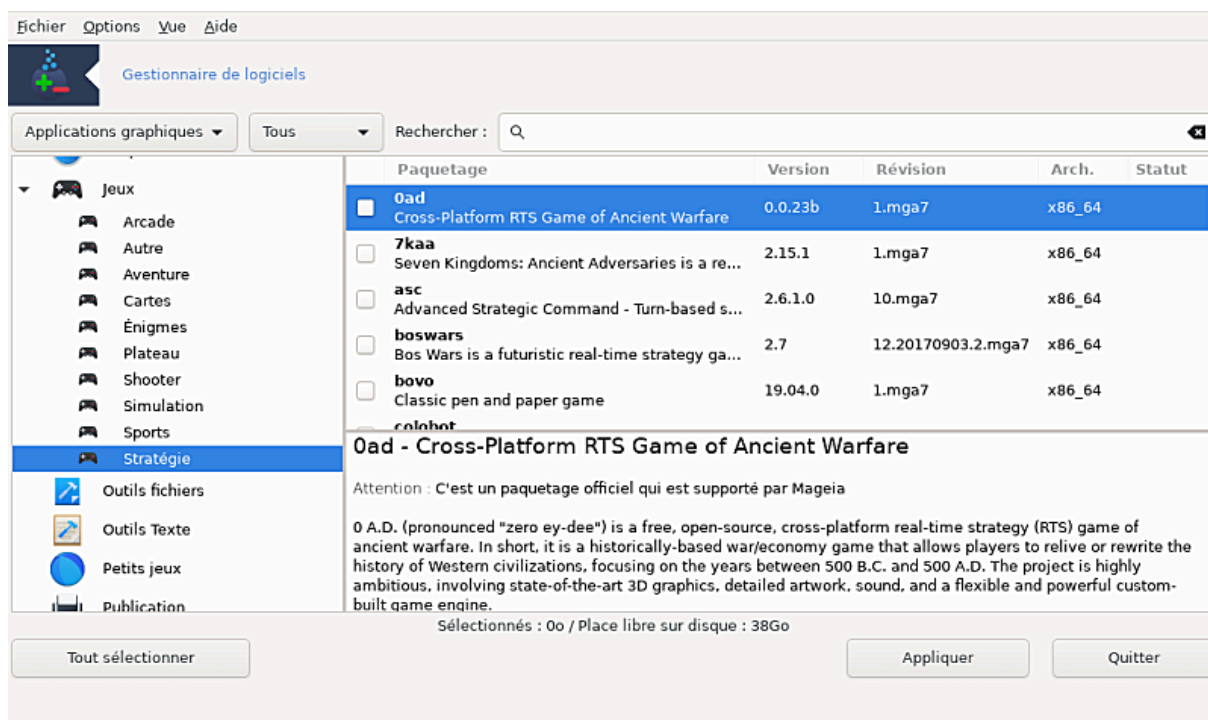 Fichier Options Vue Aide
Gestionnaire de logiciels
Applications graphiques Tous Rechercher :
Paquetage Version Révision Arch. Statut
Jeux
Arcade
Autre
Aventure
Cartes
Énigmes
Plateau
Shooter
Simulation
Sports
Stratégie
Outils fichiers
Outils Texte
Petits jeux
Publication
0ad 0.0.23b 1.mga7 x86_64
Cross-Platform RTS Game of Ancient Warfare
7kaa 2.15.1 1.mga7 x86_64
Seven Kingdoms: Ancient Adversaries is a re...
asc 2.6.1.0 10.mga7 x86_64
Advanced Strategic Command - Turn-based s...
boswars 2.7 12.20170903.2.mga7 x86_64
Bos Wars is a futuristic real-time strategy ga...
bovo 19.04.0 1.mga7 x86_64
Classic pen and paper game
colobot
0ad - Cross-Platform RTS Game of Ancient Warfare
Attention : C'est un paquetage officiel qui est supporté par Mageia
0 A.D. (pronounced "zero ey-dee") is a free, open-source, cross-platform real-time strategy (RTS) game of
ancient warfare. In short, it is a historically-based war/economy game that allows players to relive or rewrite the
history of Western civilizations, focusing on the years between 500 B.C. and 500 A.D. The project is highly
ambitious, involving state-of-the-art 3D graphics, detailed artwork, sound, and a flexible and powerful custom-
built game engine.
Sélectionnés : 0o / Place libre sur disque : 38Go
Tout sélectionner Appliquer Quitter